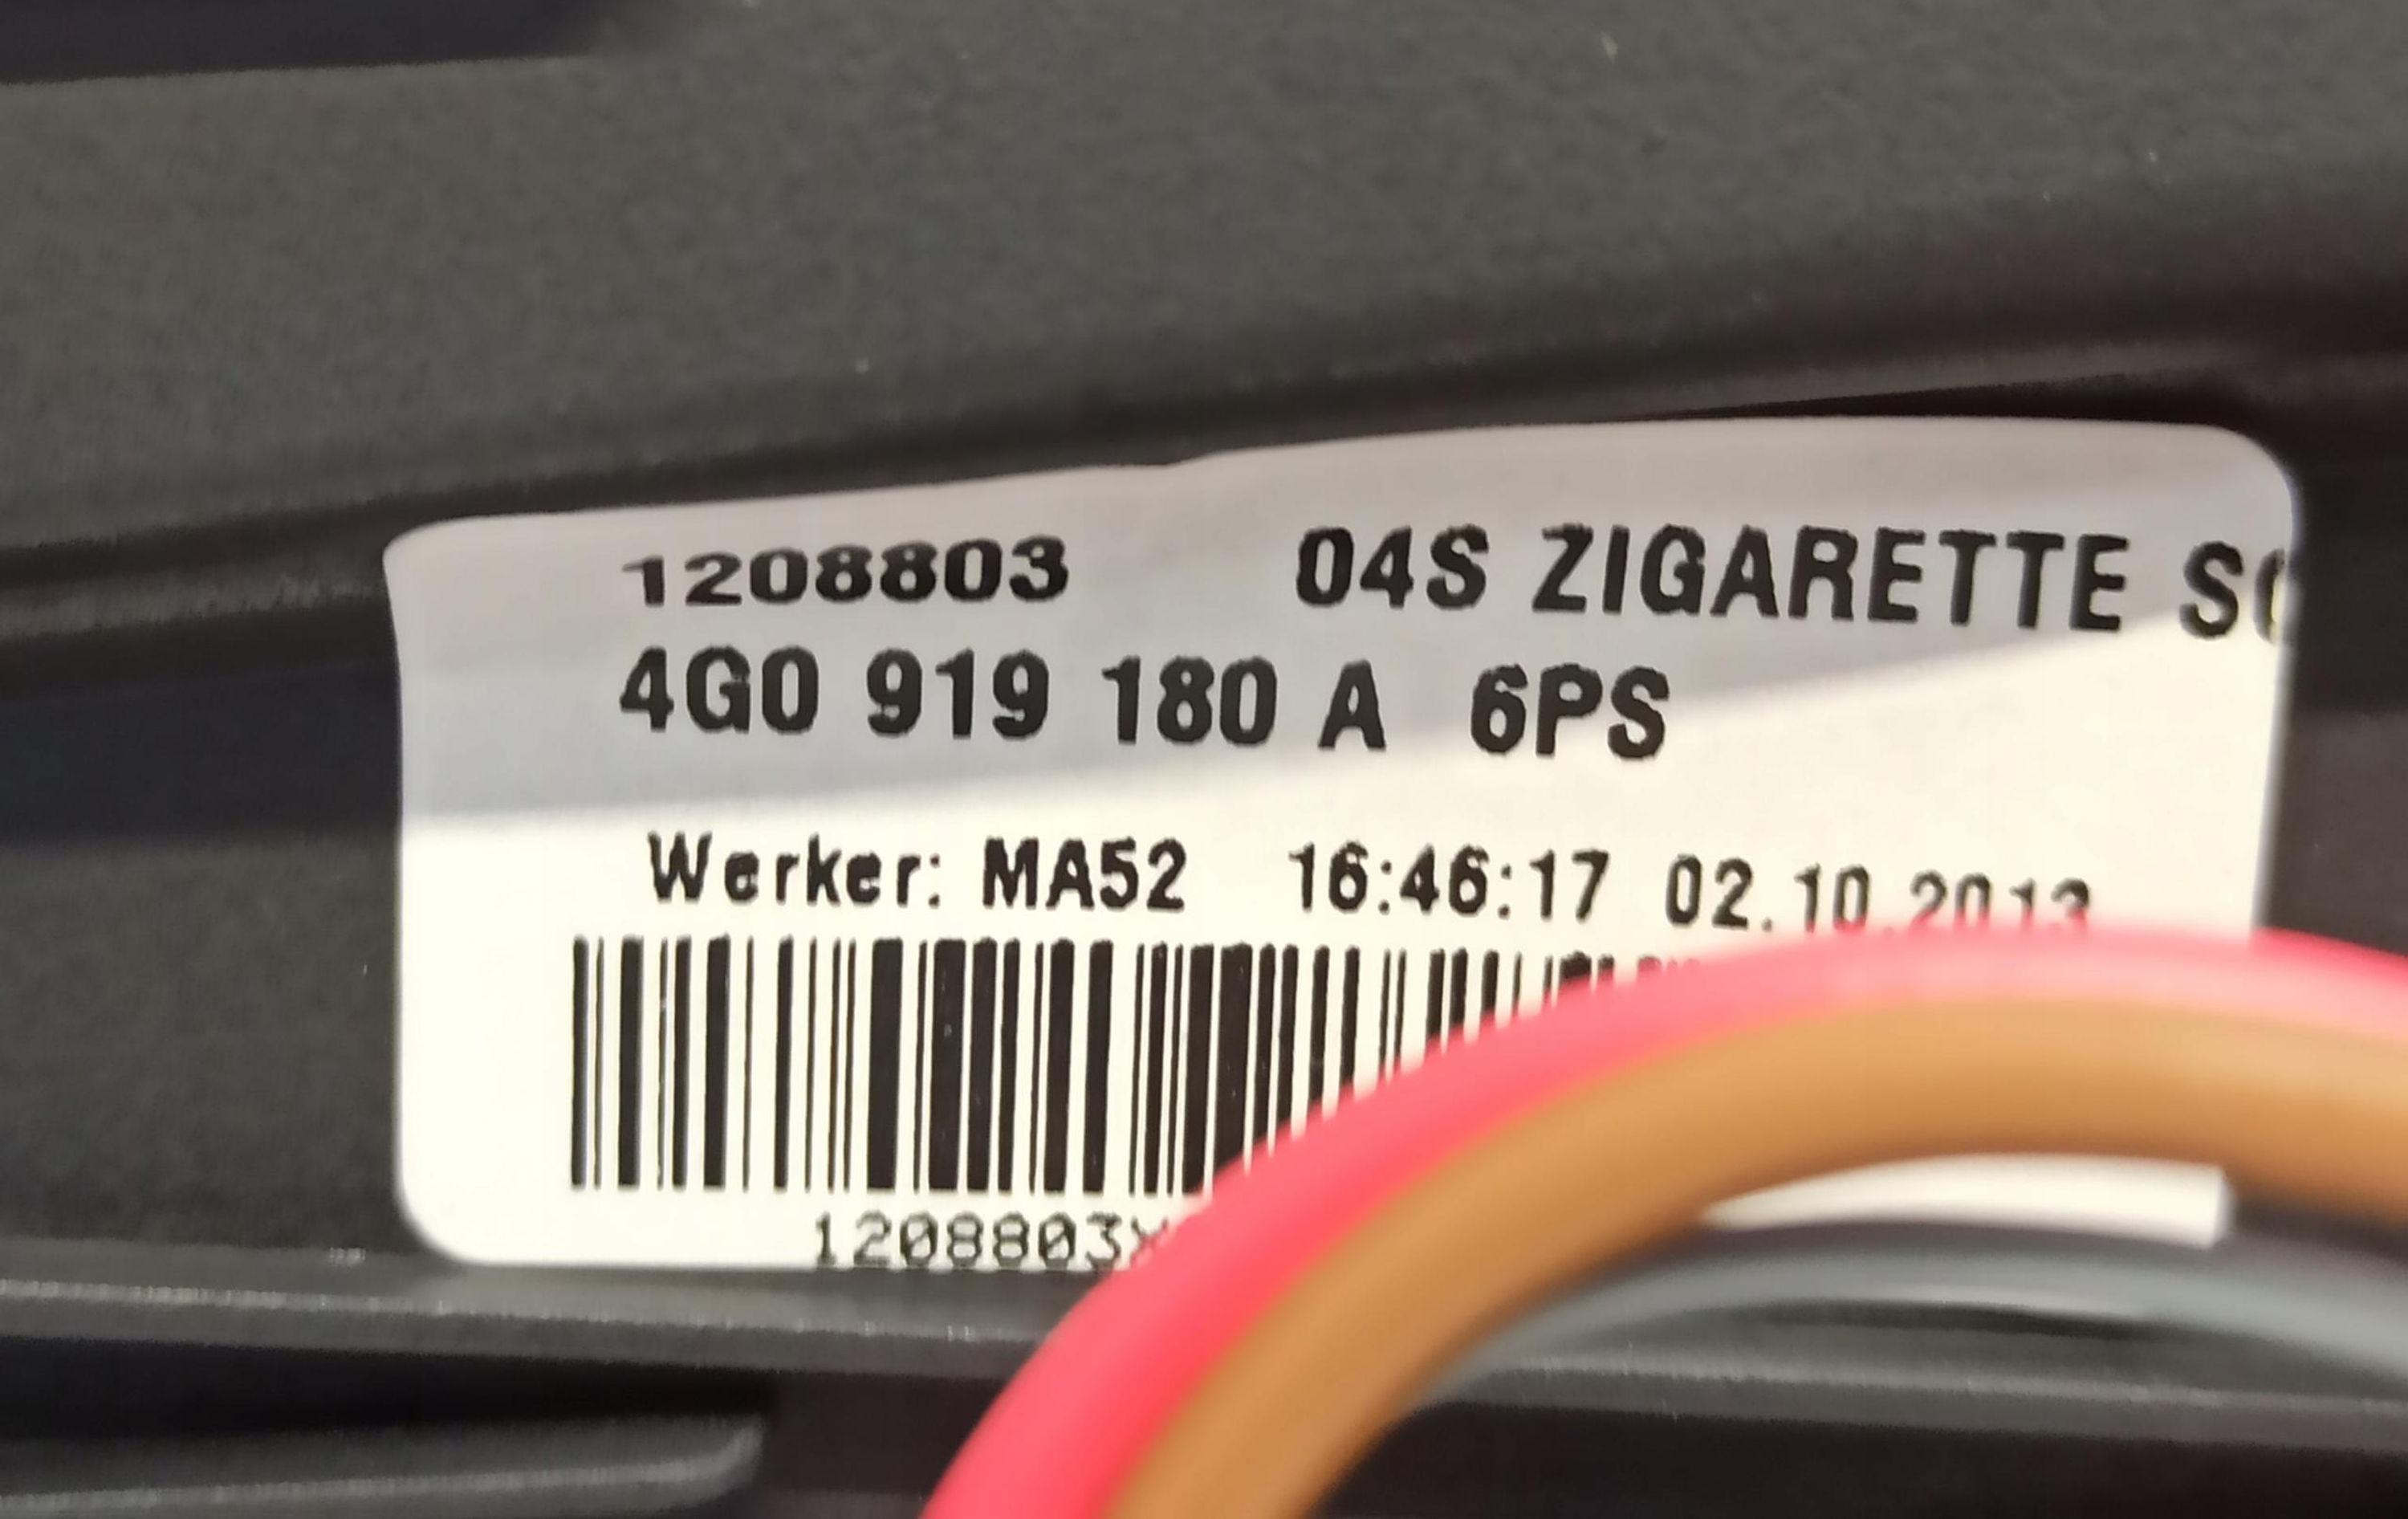 1208803 04S ZIGARETTE
4G0 919 180 A 6PS
Werker: MA52 16:46:17 02.10.2013
1208803